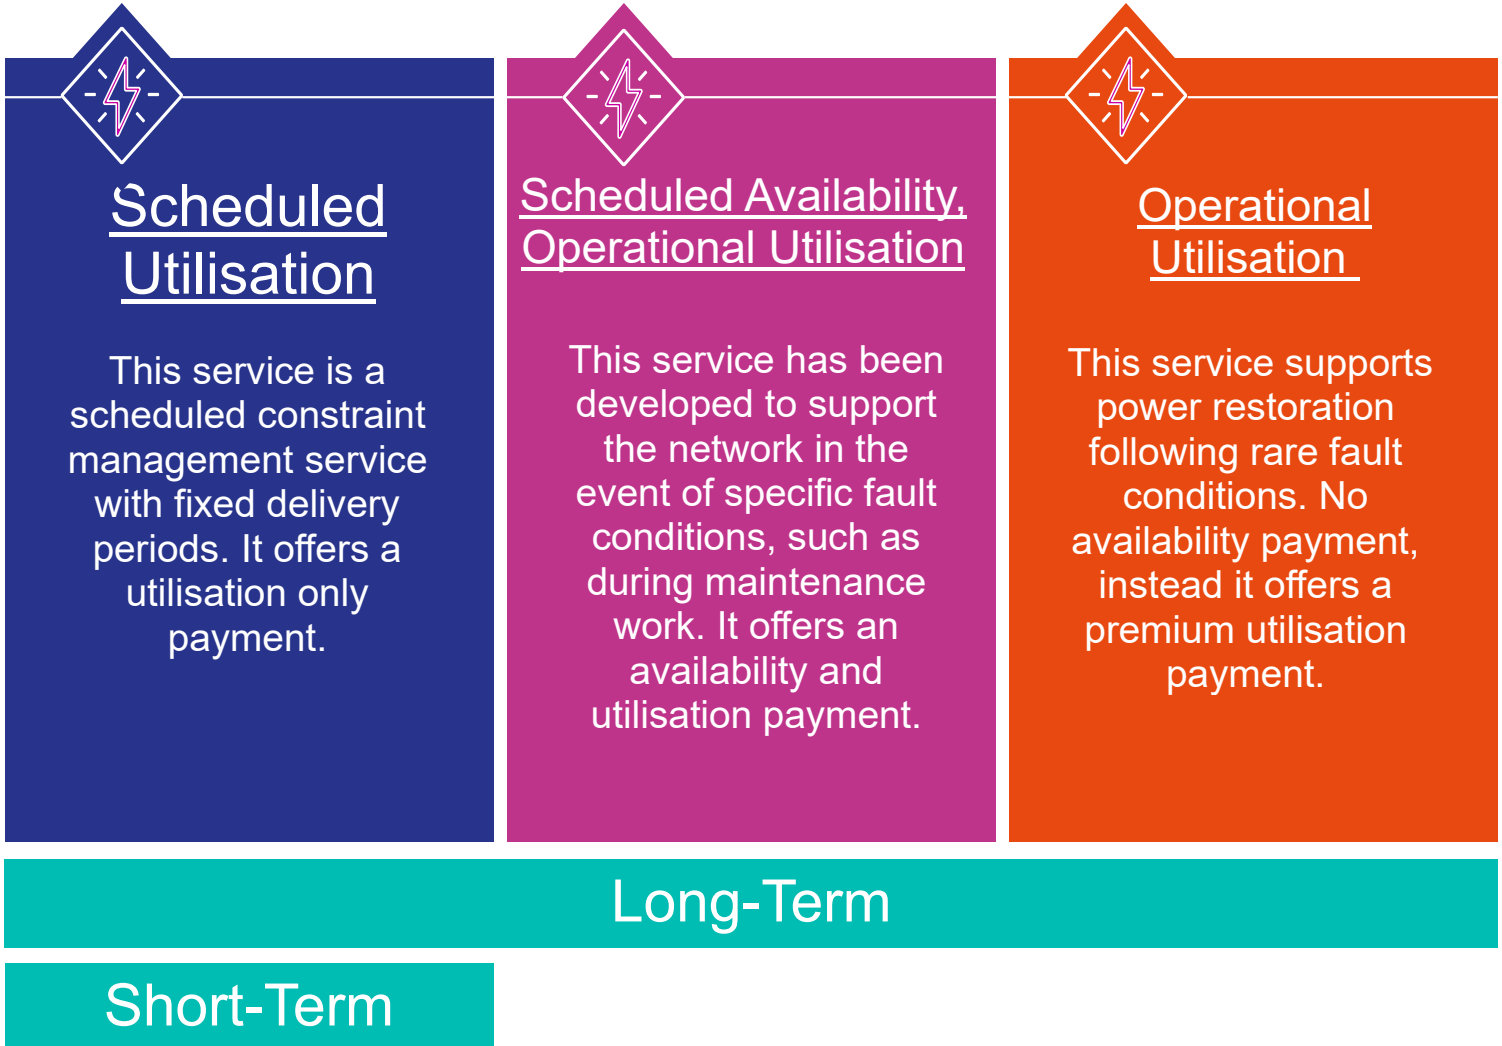 Scheduled
Utilisation
This service is a
scheduled constraint
management service
with fixed delivery
periods. It offers a
utilisation only
payment.
Scheduled Availability,
Operational Utilisation
This service has been
developed to support
the network in the
event of specific fault
conditions, such as
during maintenance
work. It offers an
availability and
utilisation payment.
Operational
Utilisation
This service supports
power restoration
following rare fault
conditions. No
availability payment,
instead it offers a
premium utilisation
payment.
Long-Term
Short-Term